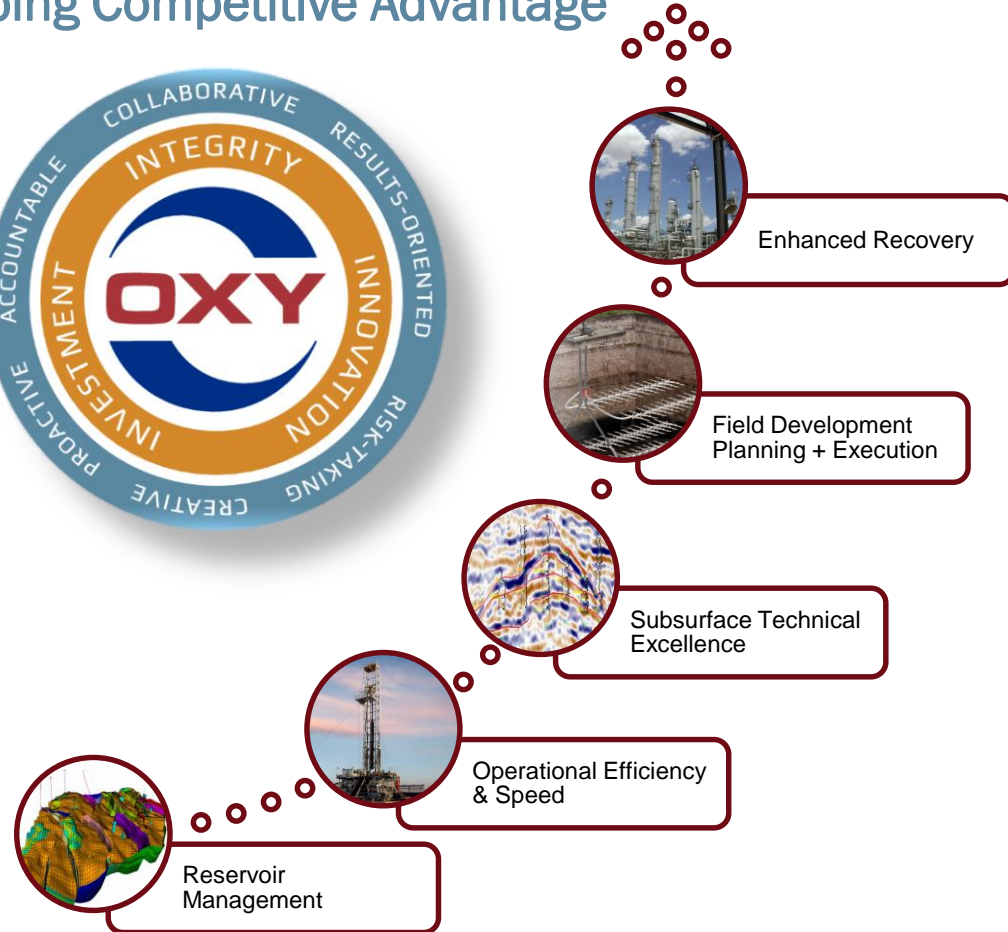 ping Competitive Advantage
COLLABORATIVE
RESULTS-ORIENTED
RISK-TAKING
CREATIVE
PROACTIVE
ACCOUNTABLE
INTEGRITY
INNOVATION
INVESTMENT
OXY
Enhanced Recovery
Field Development
Planning + Execution
Subsurface Technical
Excellence
Operational Efficiency
& Speed
Reservoir
Management